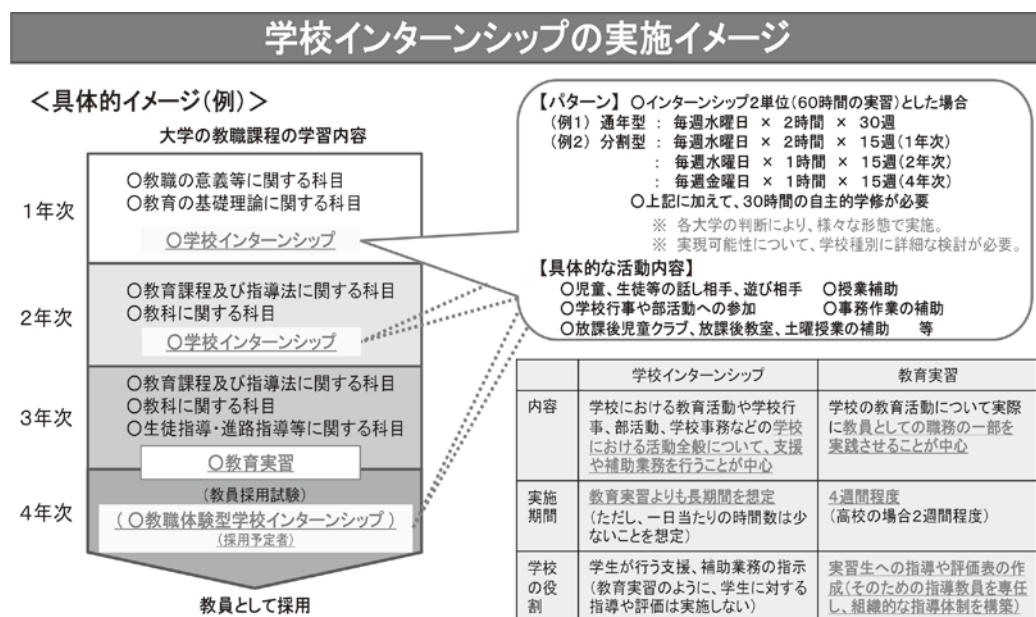 学校インターンシップの実施イメージ
＜具体的イメージ(例)＞
大学の教職課程の学習内容
1年次
〇教職の意義等に関する科目
〇教育の基礎理論に関する科目
〇学校インターンシップ
2年次
〇教育課程及び指導法に関する科目
〇教科に関する科目
〇学校インターンシップ
3年次
〇教育課程及び指導法に関する科目
〇教科に関する科目
〇生徒指導・進路指導等に関する科目
〇教育実習
4年次
(教員採用試験)
(〇教職体験型学校インターンシップ)
(採用予定者)
教員として採用
【パターン】 〇インターンシップ2単位(60時間の実習)とした場合
(例1) 通年型 : 毎週水曜日 × 2時間 × 30週
(例2) 分割型 : 毎週水曜日 × 2時間 × 15週(1年次)
: 毎週水曜日 × 1時間 × 15週(2年次)
: 毎週金曜日 × 1時間 × 15週(4年次)
〇上記に加えて、30時間の自主的学修が必要
※ 各大学の判断により、様々な形態で実施。
※ 実現可能性について、学校種別に詳細な検討が必要。
【具体的な活動内容】
〇児童、生徒等の話し相手、遊び相手 〇授業補助
〇学校行事や部活動への参加 〇事務作業の補助
〇放課後児童クラブ、放課後教室、土曜授業の補助 等
学校インターンシップ
教育実習
内容
学校における教育活動や学校行
事、部活動、学校事務などの学校
における活動全般について、支援
や補助業務を行うことが中心
学校の教育活動について実際
に教員としての職務の一部を
実践させることが中心
実施
期間
教育実習よりも長期間を想定
(ただし、一日当たりの時間数は少
ないことを想定)
4週間程度
(高校の場合2週間程度)
学校
の役
割
学生が行う支援、補助業務の指示
(教育実習のように、学生に対する
指導や評価は実施しない)
実習生への指導や評価表の作
成(そのための指導教員を専任
し、組織的な指導体制を構築)